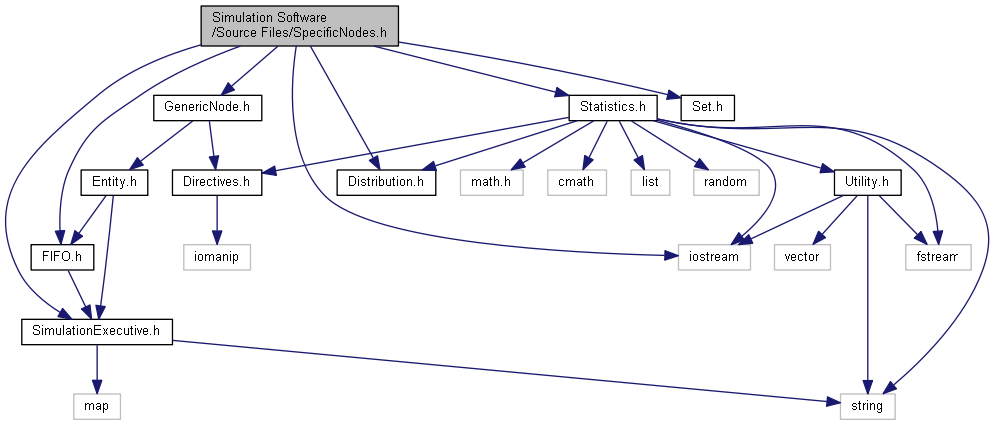 Simulation Software
/Source Files/SpecificNodes.h
GenericNode.h
Statistics.h
Set.h
Entity.h
Directives.h
Distribution.h
math.h
cmath
list
random
Utility.h
FIFO.h
iomanip
iostream
vector
fstream
SimulationExecutive.h
map
string